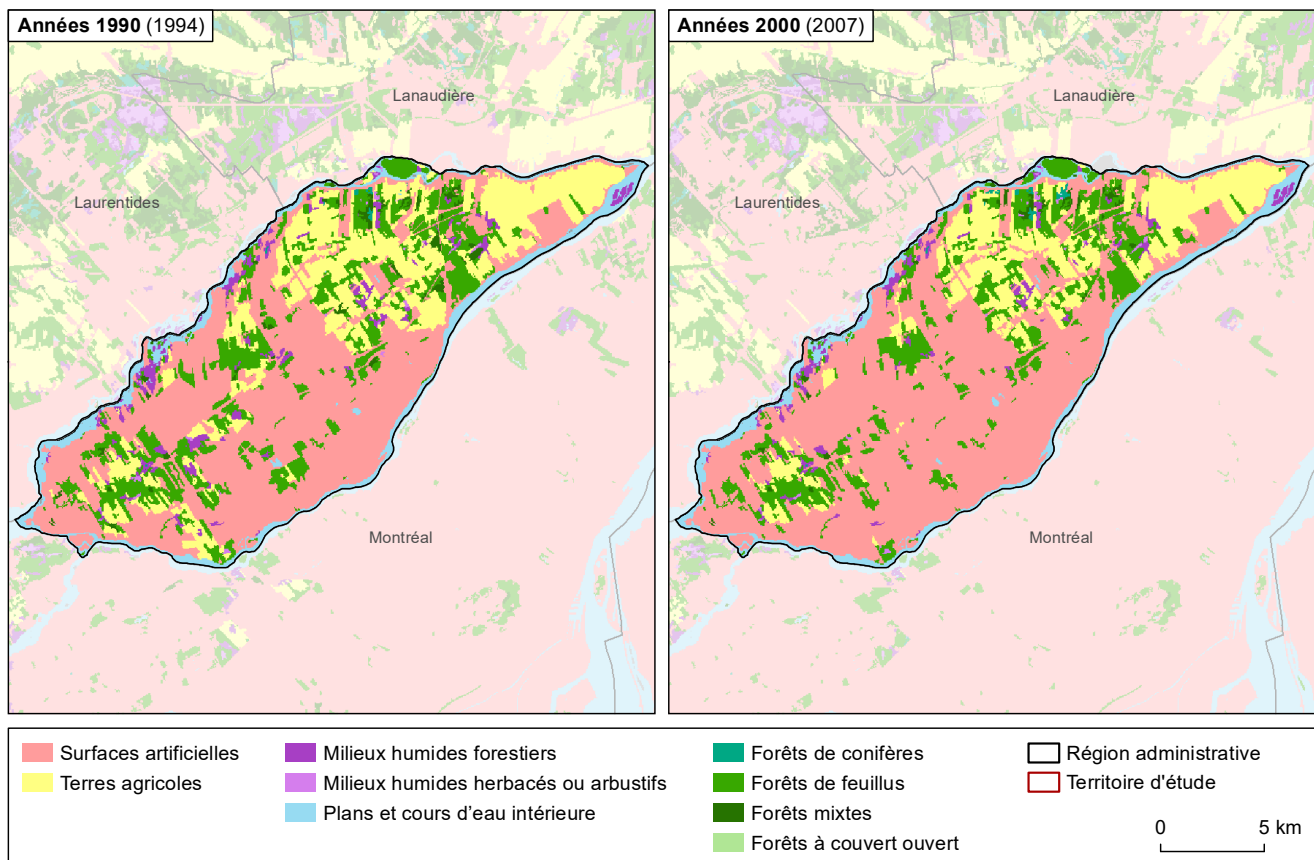 Années 1990 (1994)
Années 2000 (2007)
Lanaudière
Lanaudière
Laurentides
Laurentides
Montréal
Montréal
Surfaces artificielles
Terres agricoles
Milieux humides forestiers
Milieux humides herbacés ou arbustifs
Plans et cours d'eau intérieure
Forêts de conifères
Forêts de feuillus
Forêts mixtes
Forêts à couvert ouvert
Région administrative
Territoire d'étude
0 5 km